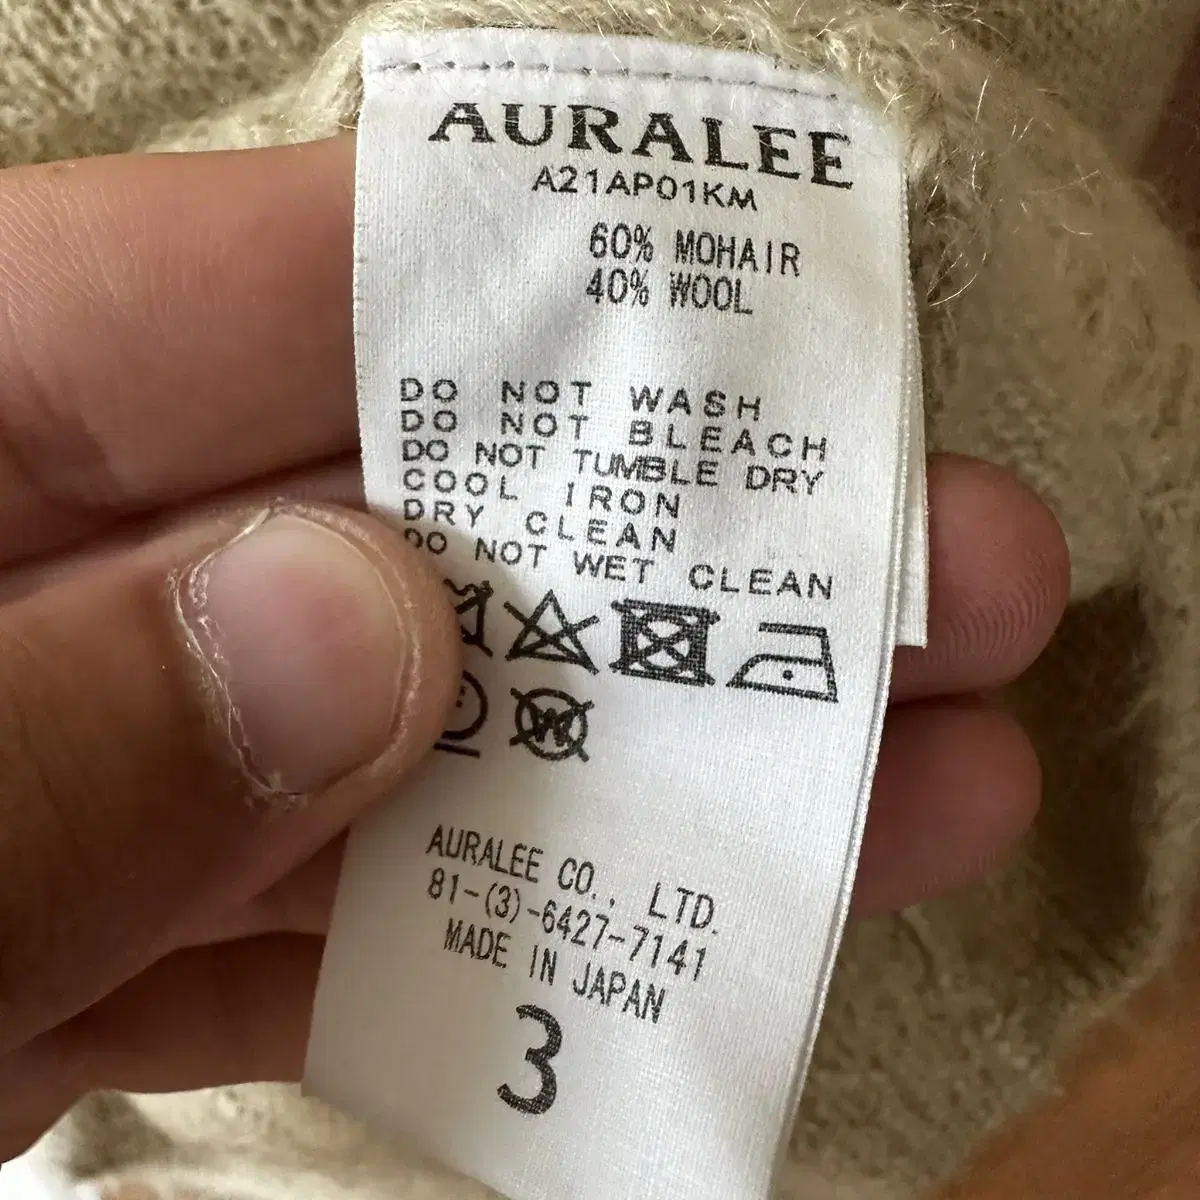 AURALEE
A21AP01KM
60% MOHAIR
40% WOOL
DO NOT WASH
DO NOT BLEACH
DO NOT TUMBLE DRY
COOL IRON
DRY CLEAN
DO NOT WET CLEAN
W
AURALEE CO., LTD.
81-(3)-6427-7141
MADE IN JAPAN
3